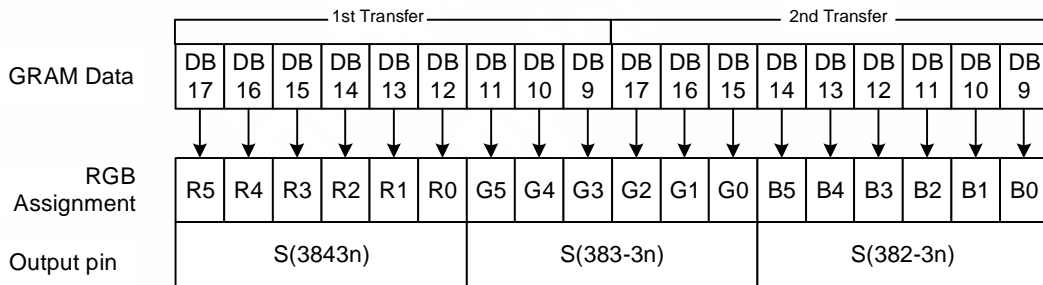 1st Transfer 2nd Transfer
GRAM Data DB 17 DB 16 DB 15 DB 14 DB 13 DB 12 DB 11 DB 10 DB 9 DB 17 DB 16 DB 15 DB 14 DB 13 DB 12 DB 11 DB 10 DB 9
RGB Assignment R5 R4 R3 R2 R1 R0 G5 G4 G3 G2 G1 G0 B5 B4 B3 B2 B1 B0
Output pin S(3843n) S(383-3n) S(382-3n)